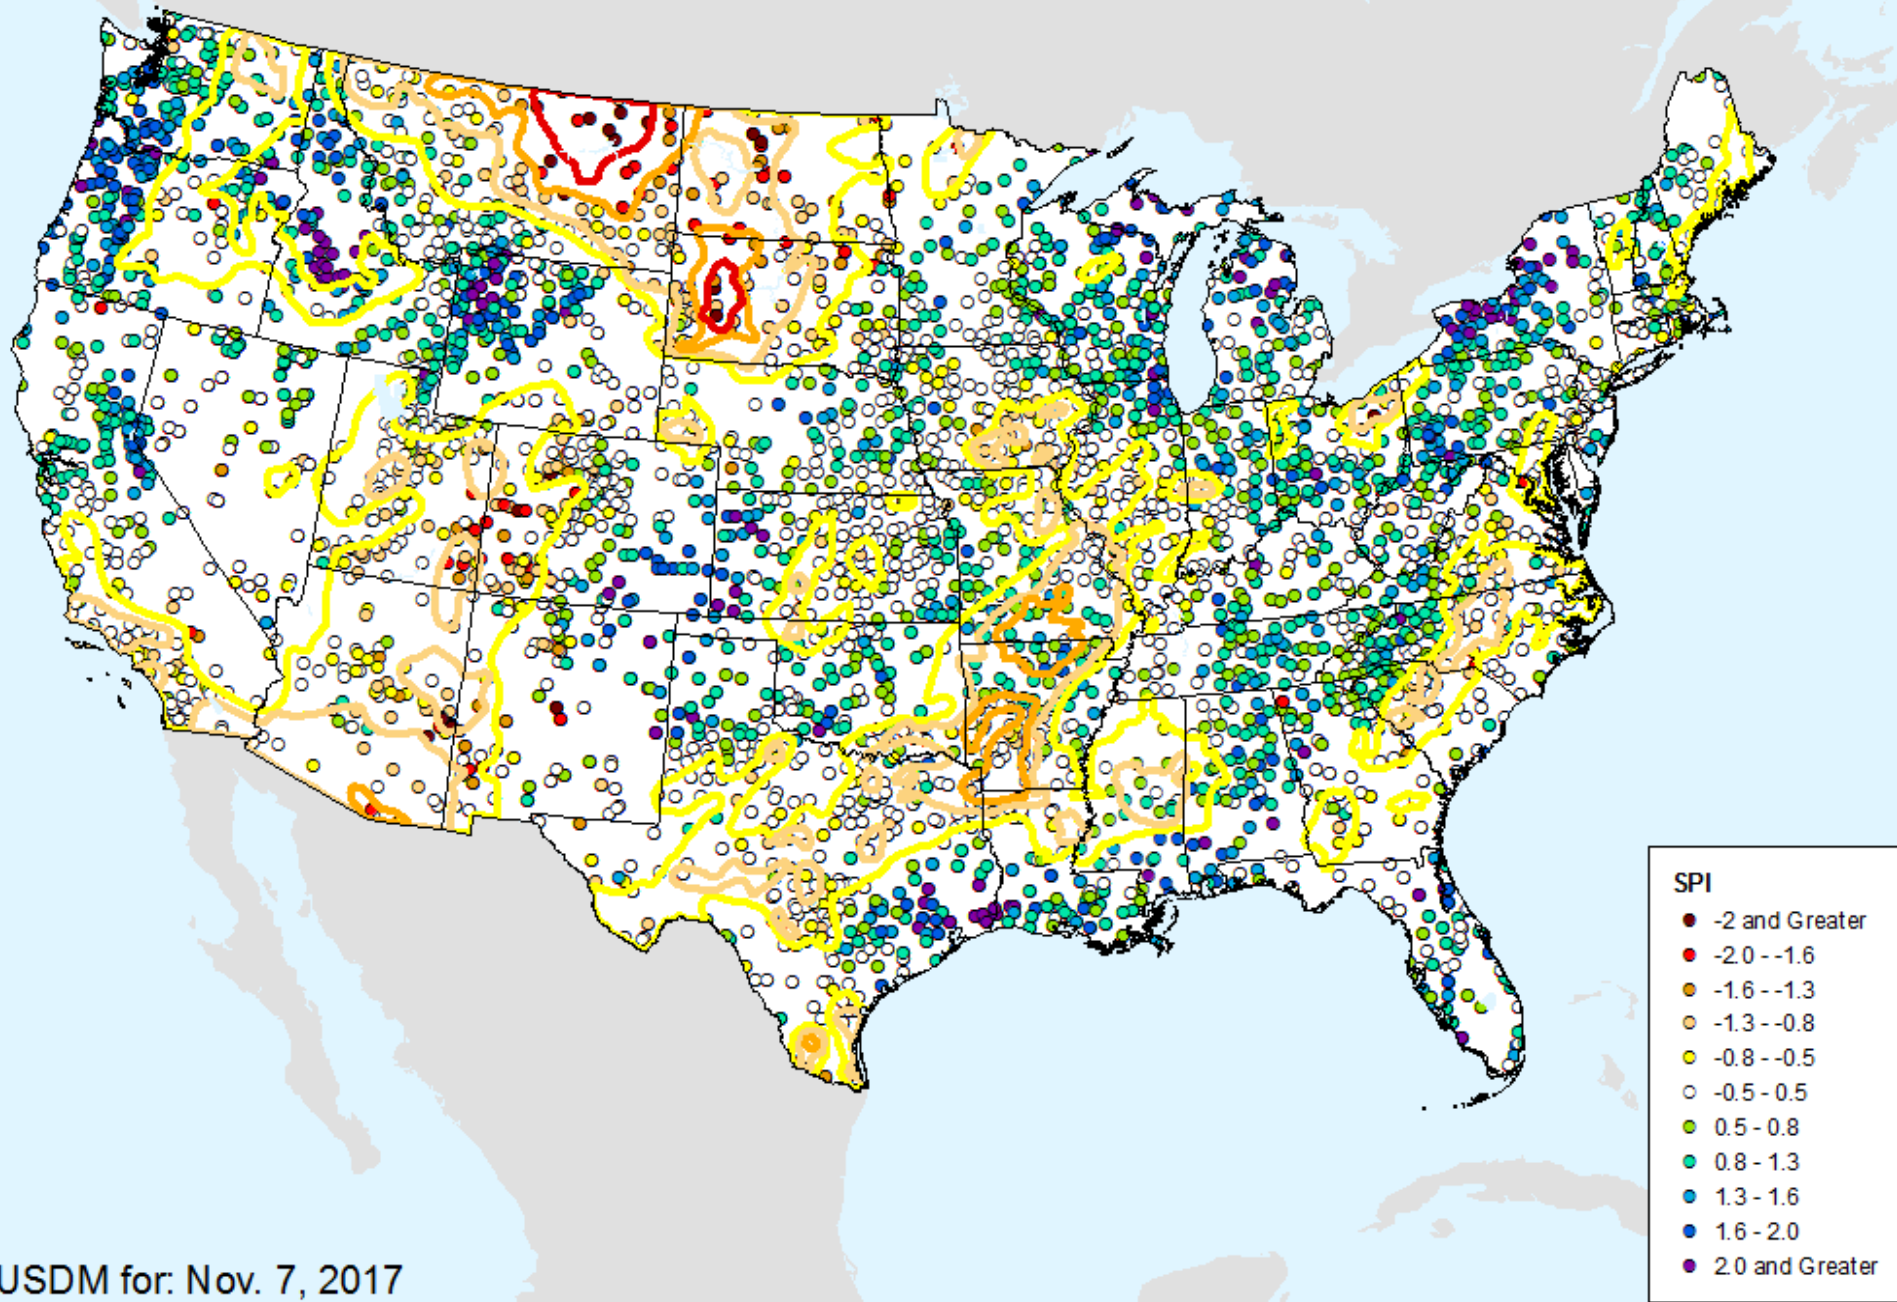 SPI
-2 and Greater
-2.0 - -1.6
-1.6 - -1.3
-1.3 - -0.8
-0.8 - -0.5
-0.5 - 0.5
0.5 - 0.8
0.8 - 1.3
1.3 - 1.6
1.6 - 2.0
2.0 and Greater
USDM for: Nov. 7, 2017